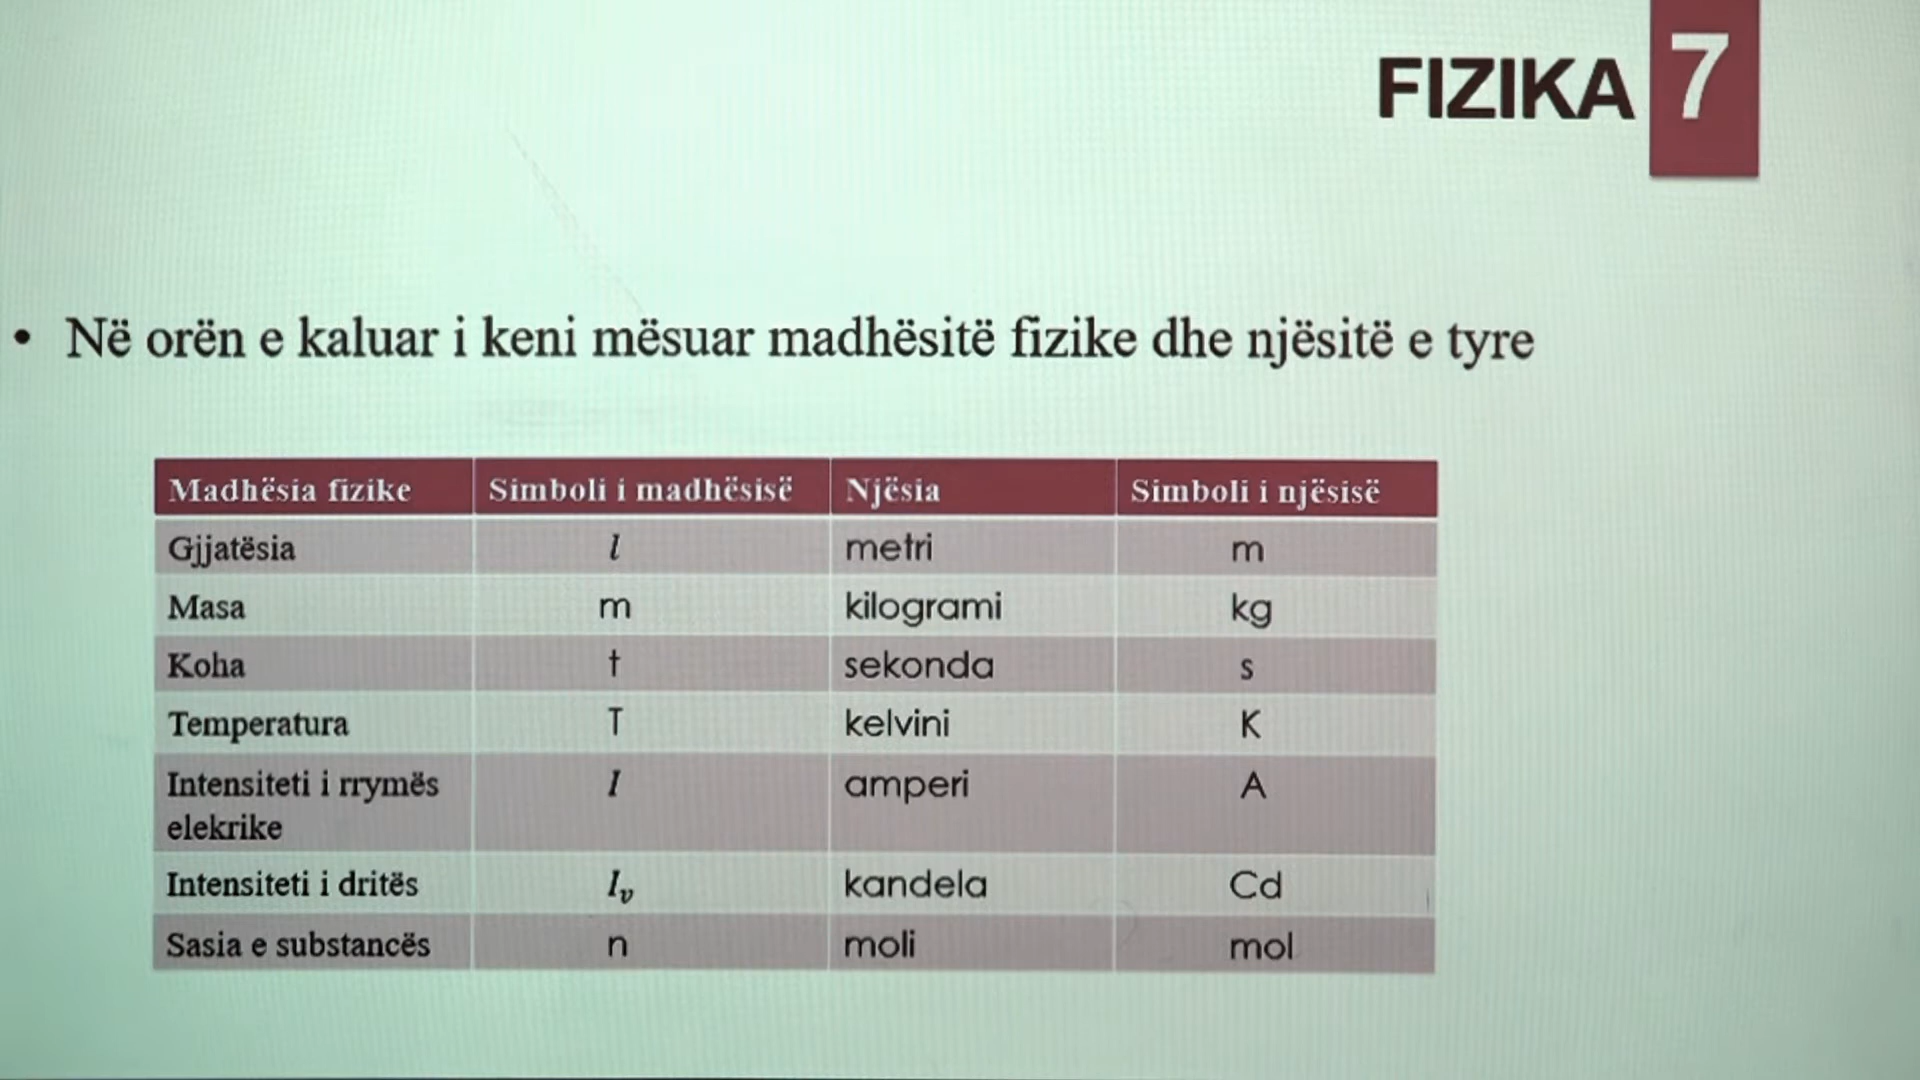 FIZIKA 7
• Në orën e kaluar i keni mësuar madhësitë fizike dhe njësitë e tyre
Madhësia fizike Simboli i madhësisë Njësia Simboli i njësisë
Gjjatësia l metri m
Masa m kilogrami kg
Koha t sekonda s
Temperatura T kelvini K
Intensiteti i rrymës I amperi A
elekrike
Intensiteti i dritës Iv kandela Cd
Sasia e substancës n moli mol